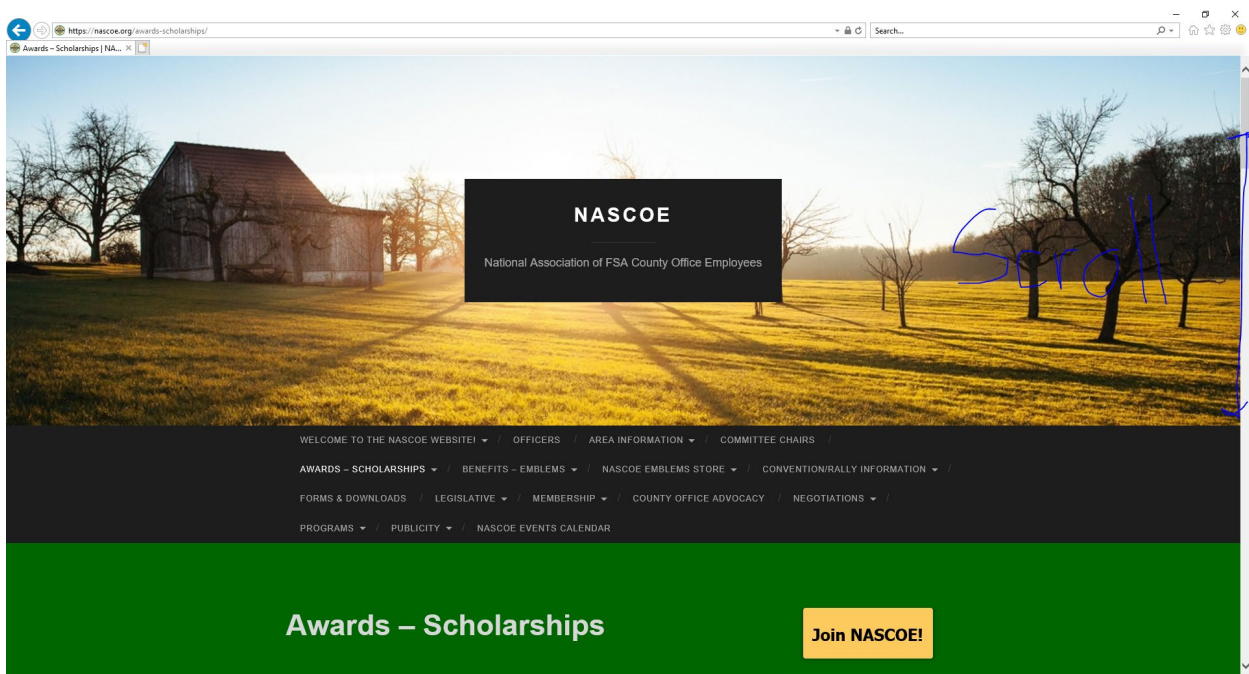 https://nascoe.org/awards-scholarships/
Search...
Awards – Scholarships | NA...
NASCOE
National Association of FSA County Office Employees
Scroll
WELCOME TO THE NASCOE WEBSITE! / OFFICERS / AREA INFORMATION / COMMITTEE CHAIRS /
AWARDS – SCHOLARSHIPS / BENEFITS – EMBLEMS / NASCOE EMBLEMS STORE / CONVENTION/RALLY INFORMATION /
FORMS & DOWNLOADS / LEGISLATIVE / MEMBERSHIP / COUNTY OFFICE ADVOCACY / NEGOTIATIONS /
PROGRAMS / PUBLICITY / NASCOE EVENTS CALENDAR
Awards – Scholarships
Join NASCOE!